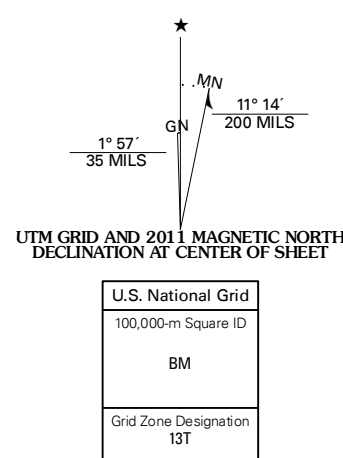 ★
MN
GN
11° 14´
200 MILS
1° 57´
35 MILS
UTM GRID AND 2011 MAGNETIC NORTH
DECLINATION AT CENTER OF SHEET
U.S. National Grid
100,000-m Square ID
BM
Grid Zone Designation
13T